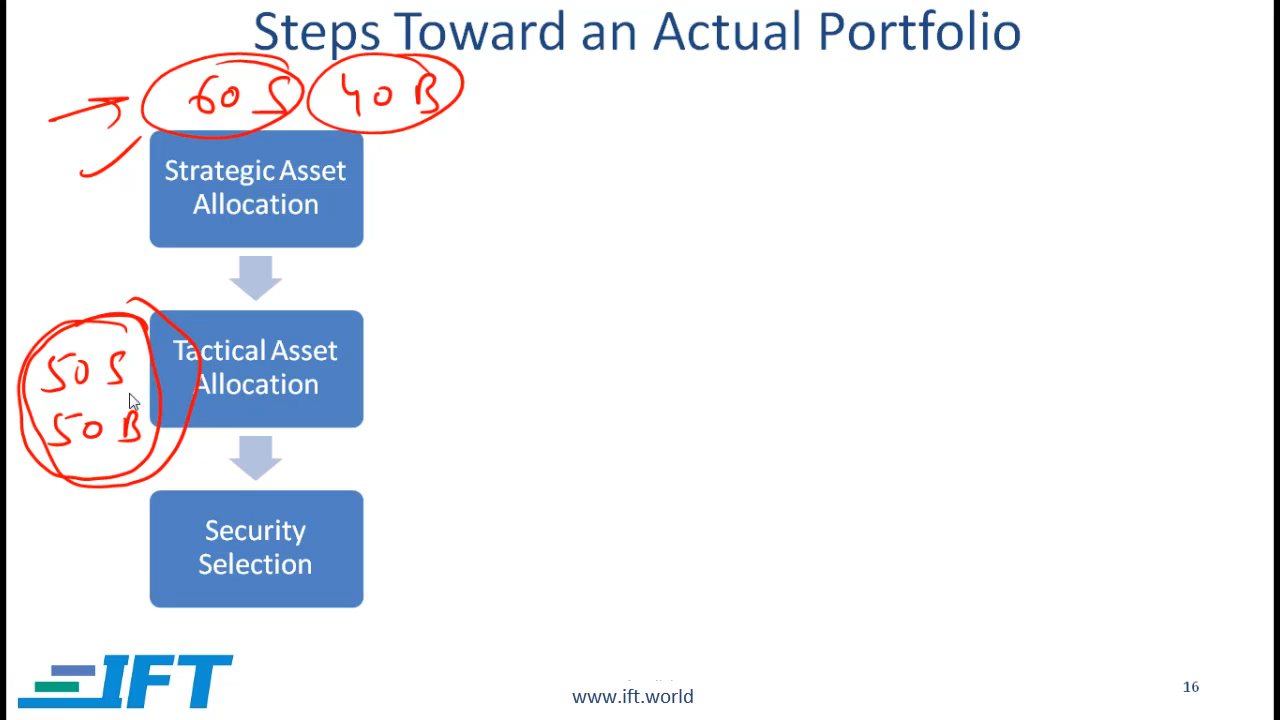 Steps Toward an Actual Portfolio
60 S 40 B
Strategic Asset
Allocation
50 S
50 B
Tactical Asset
Allocation
Security
Selection
IFT
www.ift.world
16